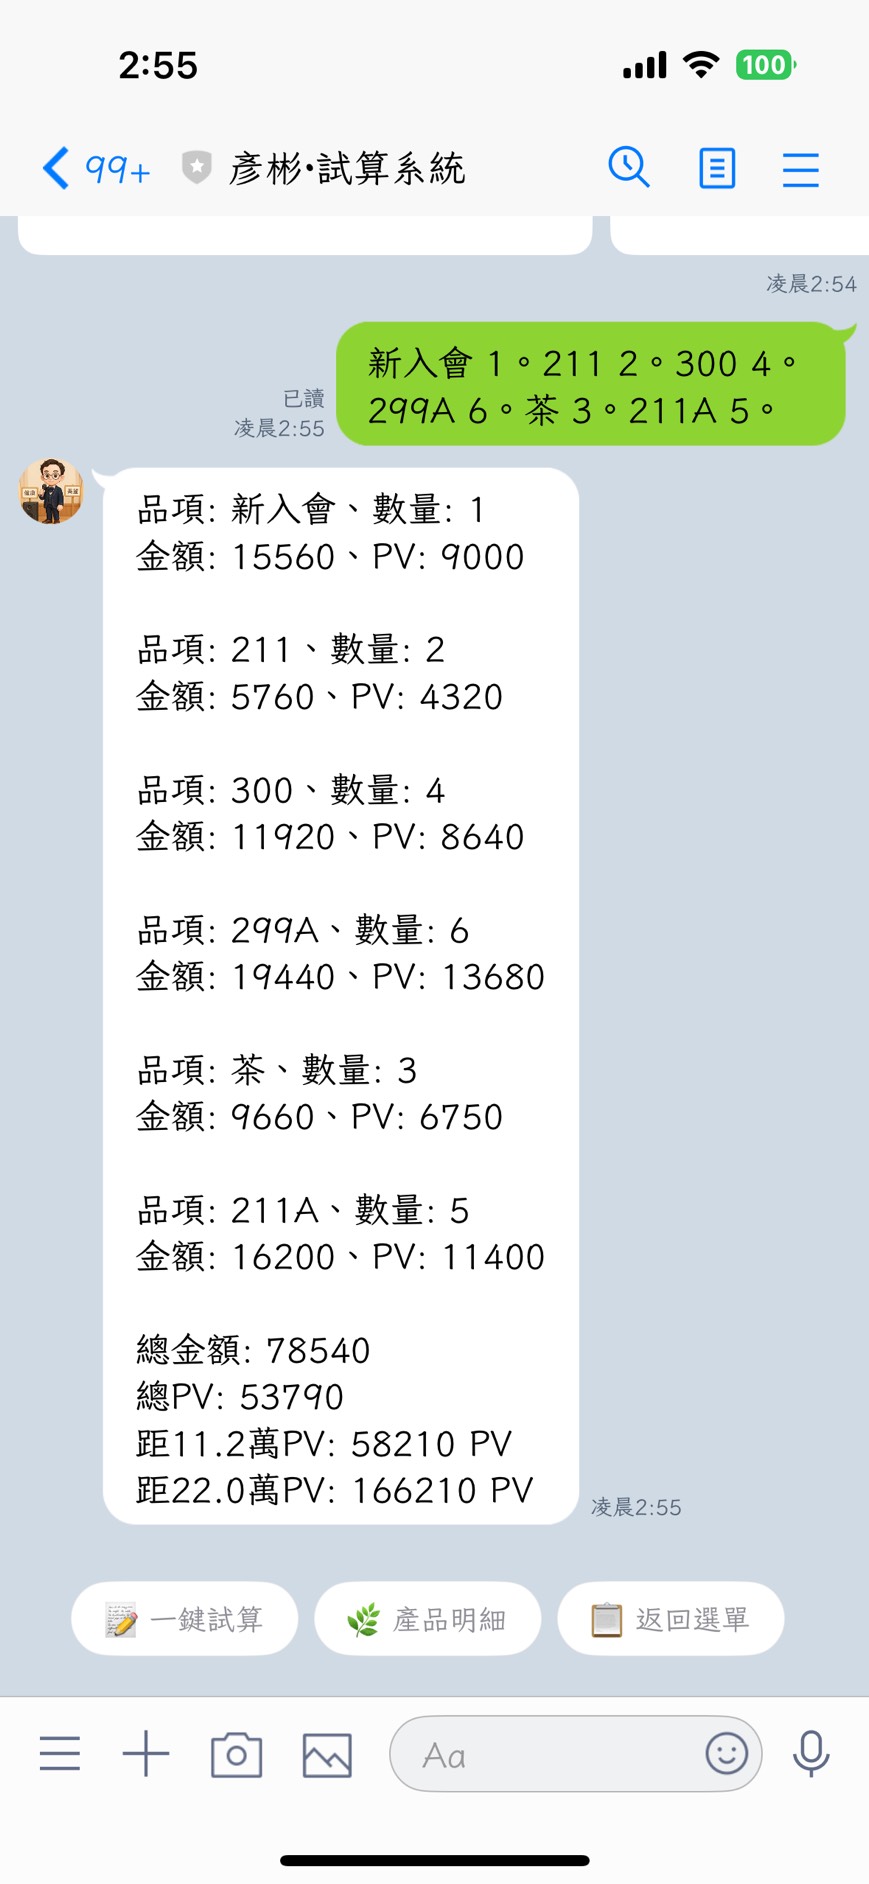 2:55
100
99+
彥彬•試算系統
凌晨2:54
新入會 1。211 2。300 4。
299A 6。茶 3。211A 5。
已讀
凌晨2:55
品項: 新入會、數量: 1
金額: 15560、PV: 9000
品項: 211、數量: 2
金額: 5760、PV: 4320
品項: 300、數量: 4
金額: 11920、PV: 8640
品項: 299A、數量: 6
金額: 19440、PV: 13680
品項: 茶、數量: 3
金額: 9660、PV: 6750
品項: 211A、數量: 5
金額: 16200、PV: 11400
總金額: 78540
總PV: 53790
距11.2萬PV: 58210 PV
距22.0萬PV: 166210 PV
凌晨2:55
一鍵試算
產品明細
返回選單
Aa